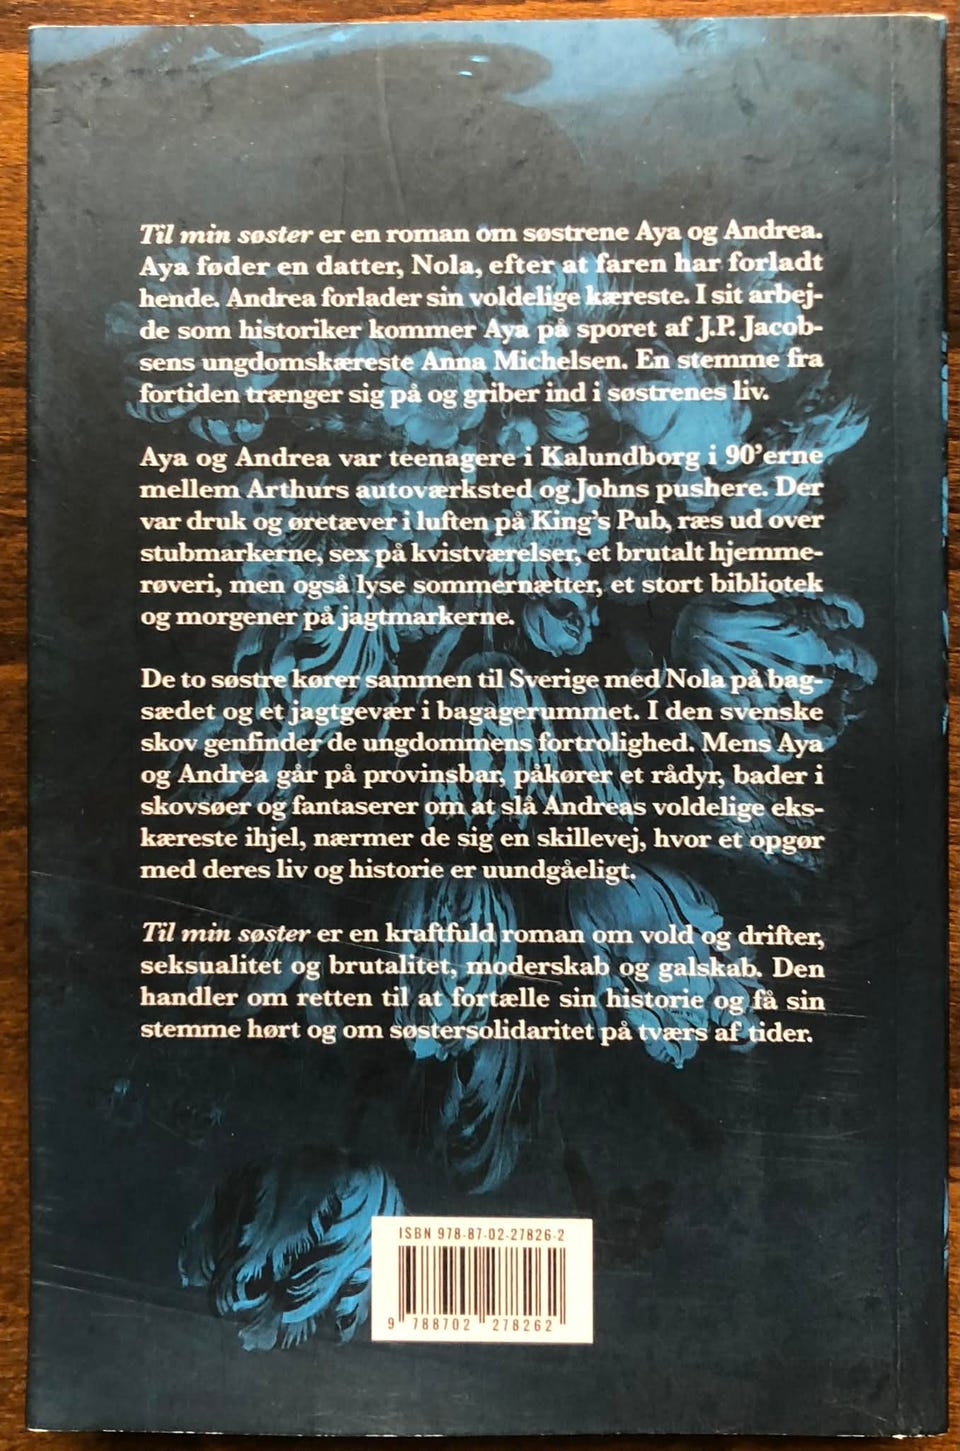 Til min søster er en roman om søstrene Aya og Andrea.
Aya føder en datter, Nola, efter at faren har forladt
hende. Andrea forlader sin voldelige kæreste. I sit arbej-
de som historiker kommer Aya på sporet af J.P. Jacob-
sens ungdomskæreste Anna Michelsen. En stemme fra
fortiden trænger sig på og griber ind i søstrenes liv.
Aya og Andrea var teenagere i Kalundborg i 90’erne
mellem Arthurs autoværksted og Johns pushere. Der
var druk og øretæver i luften på King’s Pub, ræs ud over
stubmarkerne, sex på kvistværelser, et brutalt hjemme-
røveri, men også lyse sommernætter, et stort bibliotek
og morgener på jagtmarkerne.
De to søstre kører sammen til Sverige med Nola på bag-
sædet og et jagtgevær i bagagerummet. I den svenske
skov genfinder de ungdommens fortrolighed. Mens Aya
og Andrea går på provinsbar, påkører et rådyr, bader i
skovsøer og fantaserer om at slå Andreas voldelige eks-
kæreste ihjel, nærmer de sig en skillevej, hvor et opgør
med deres liv og historie er uundgåeligt.
Til min søster er en kraftfuld roman om vold og drifter,
seksualitet og brutalitet, moderskab og galskab. Den
handler om retten til at fortælle sin historie og få sin
stemme hørt og om søstersolidaritet på tværs af tider.
ISBN 978-87-02-27826-2
9 788702 278262